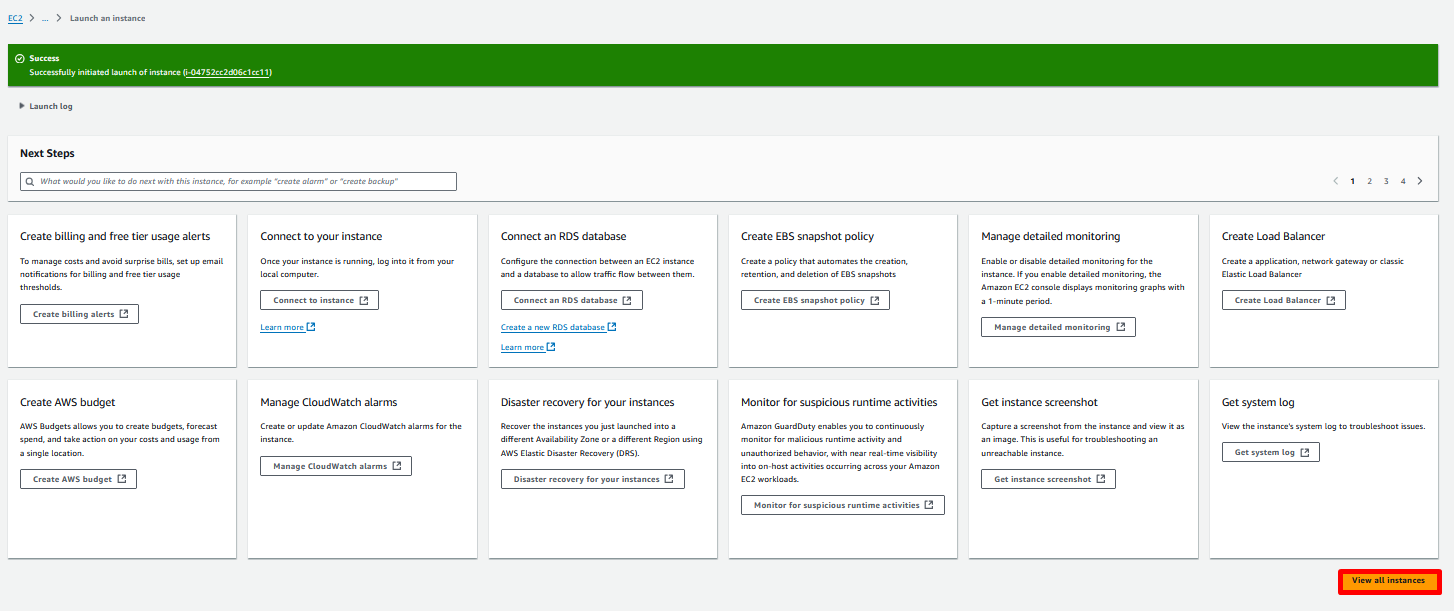 EC2 > ... > Launch an instance
Success
Successfully initiated launch of instance (i-04752cc2d06c1cc11)
Launch log
Next Steps
What would you like to do next with this instance, for example "create alarm" or "create backup"
1 2 3 4
Create billing and free tier usage alerts
To manage costs and avoid surprise bills, set up email
notifications for billing and free tier usage
thresholds.
Create billing alerts
Connect to your instance
Once your instance is running, log into it from your
local computer.
Connect to instance
Learn more
Connect an RDS database
Configure the connection between an EC2 instance
and a database to allow traffic flow between them.
Connect an RDS database
Create a new RDS database
Learn more
Create EBS snapshot policy
Create a policy that automates the creation,
retention, and deletion of EBS snapshots
Create EBS snapshot policy
Manage detailed monitoring
Enable or disable detailed monitoring for the
instance. If you enable detailed monitoring, the
Amazon EC2 console displays monitoring graphs with
a 1-minute period.
Manage detailed monitoring
Create Load Balancer
Create a application, network gateway or classic
Elastic Load Balancer
Create Load Balancer
Create AWS budget
AWS Budgets allows you to create budgets, forecast
spend, and take action on your costs and usage from
a single location.
Create AWS budget
Manage CloudWatch alarms
Create or update Amazon CloudWatch alarms for the
instance.
Manage CloudWatch alarms
Disaster recovery for your instances
Recover the instances you just launched into a
different Availability Zone or a different Region using
AWS Elastic Disaster Recovery (DRS).
Disaster recovery for your instances
Monitor for suspicious runtime activities
Amazon GuardDuty enables you to continuously
monitor for malicious runtime activity and
unauthorized behavior, with near real-time visibility
into on-host activities occurring across your Amazon
EC2 workloads.
Monitor for suspicious runtime activities
Get instance screenshot
Capture a screenshot from the instance and view it as
an image. This is useful for troubleshooting an
unreachable instance.
Get instance screenshot
Get system log
View the instance's system log to troubleshoot issues.
Get system log
View all instances